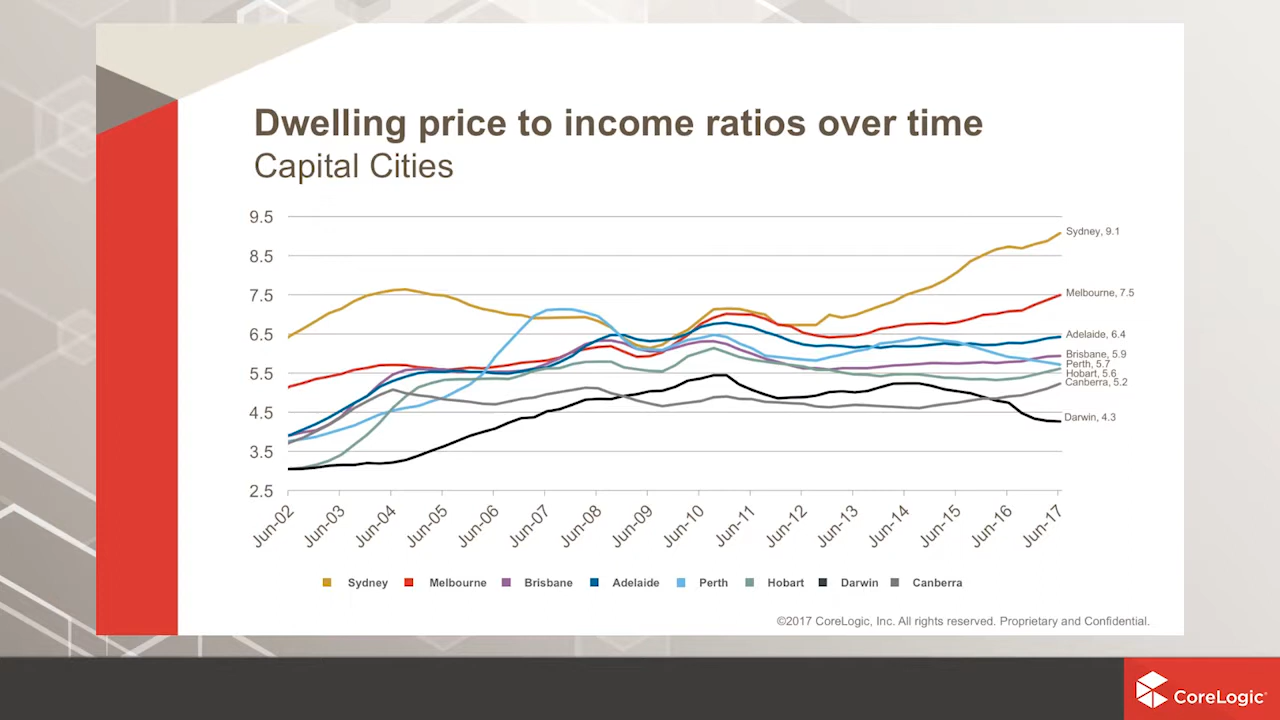 Dwelling price to income ratios over time
Capital Cities
9.5
8.5
7.5
6.5
5.5
4.5
3.5
2.5
Sydney, 9.1
Melbourne, 7.5
Adelaide, 6.4
Brisbane, 5.9
Perth, 5.7
Hobart, 5.6
Canberra, 5.2
Darwin, 4.3
Jun-02 Jun-03 Jun-04 Jun-05 Jun-06 Jun-07 Jun-08 Jun-09 Jun-10 Jun-11 Jun-12 Jun-13 Jun-14 Jun-15 Jun-16 Jun-17
Sydney Melbourne Brisbane Adelaide Perth Hobart Darwin Canberra
©2017 CoreLogic, Inc. All rights reserved. Proprietary and Confidential.
CoreLogic